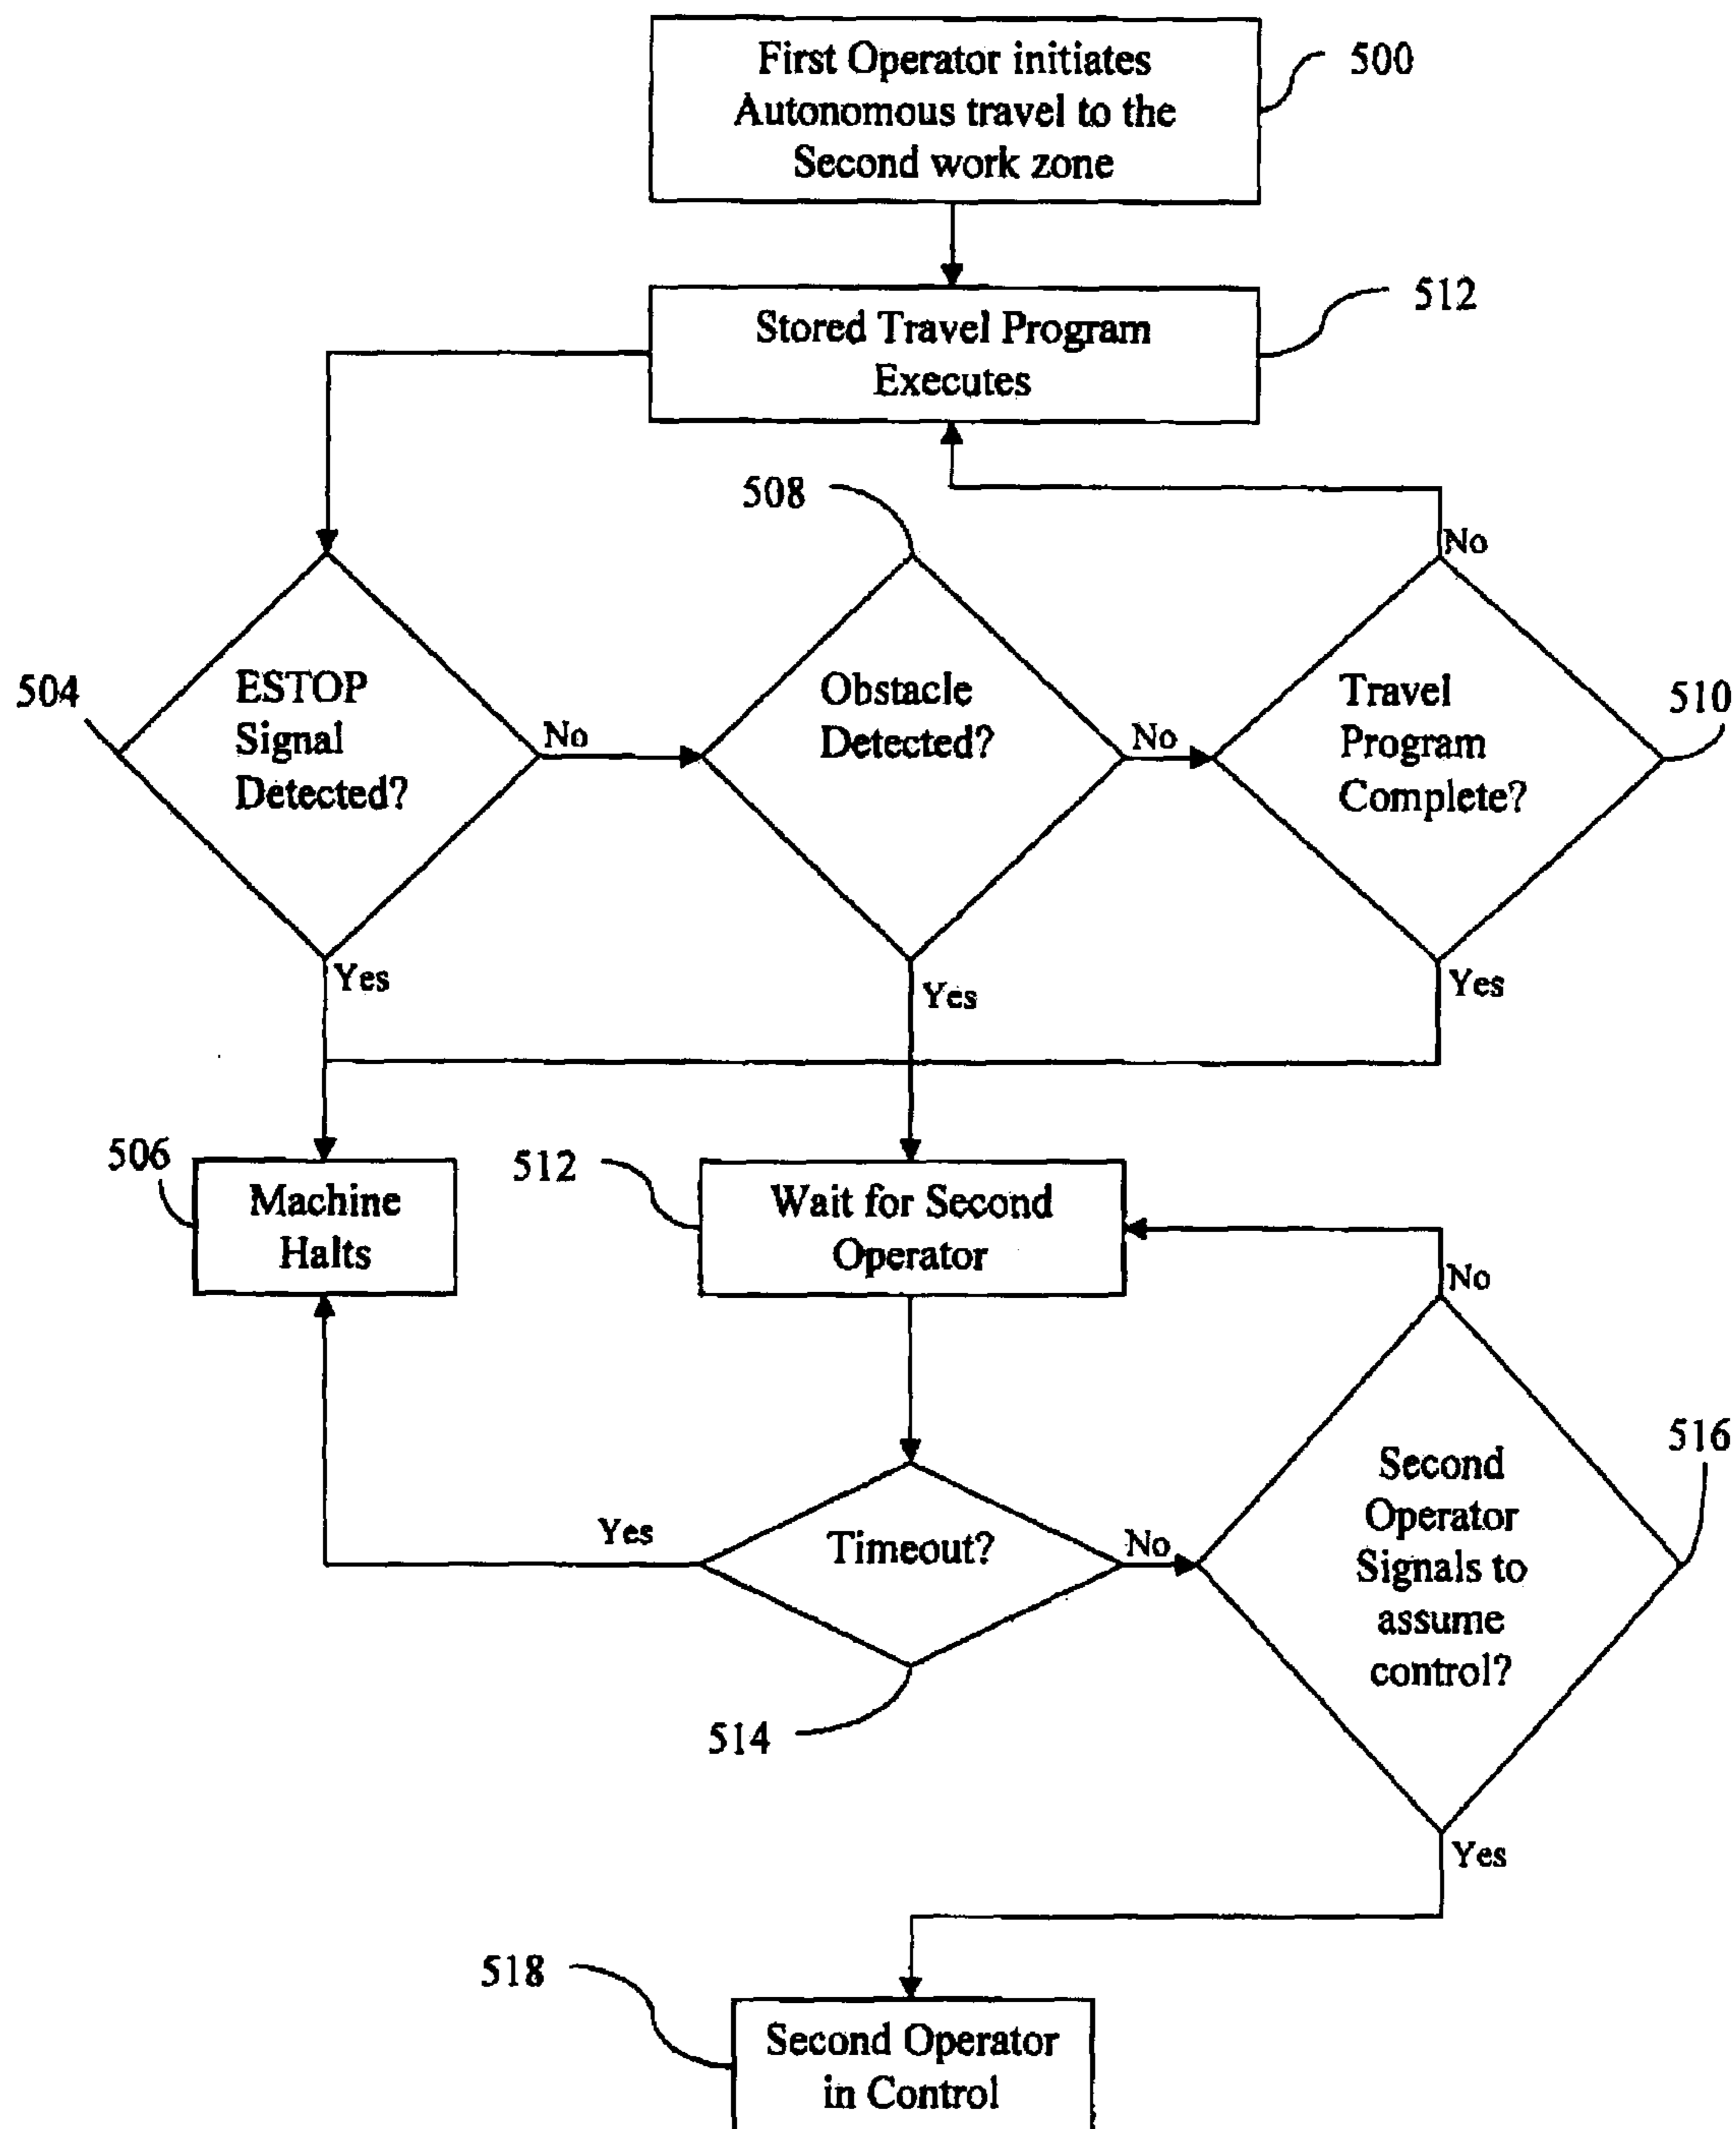 First Operator initiates
Autonomous travel to the
Second work zone
500
Stored Travel Program
Executes
512
508
No
504
ESTOP
Signal
Detected?
No
Obstacle
Detected?
No
Travel
Program
Complete?
510
Yes
Yes
Yes
506
Machine
Halts
512
Wait for Second
Operator
No
Yes
Timeout?
No
Second
Operator
Signals to
assume
control?
516
514
Yes
518
Second Operator
in Control